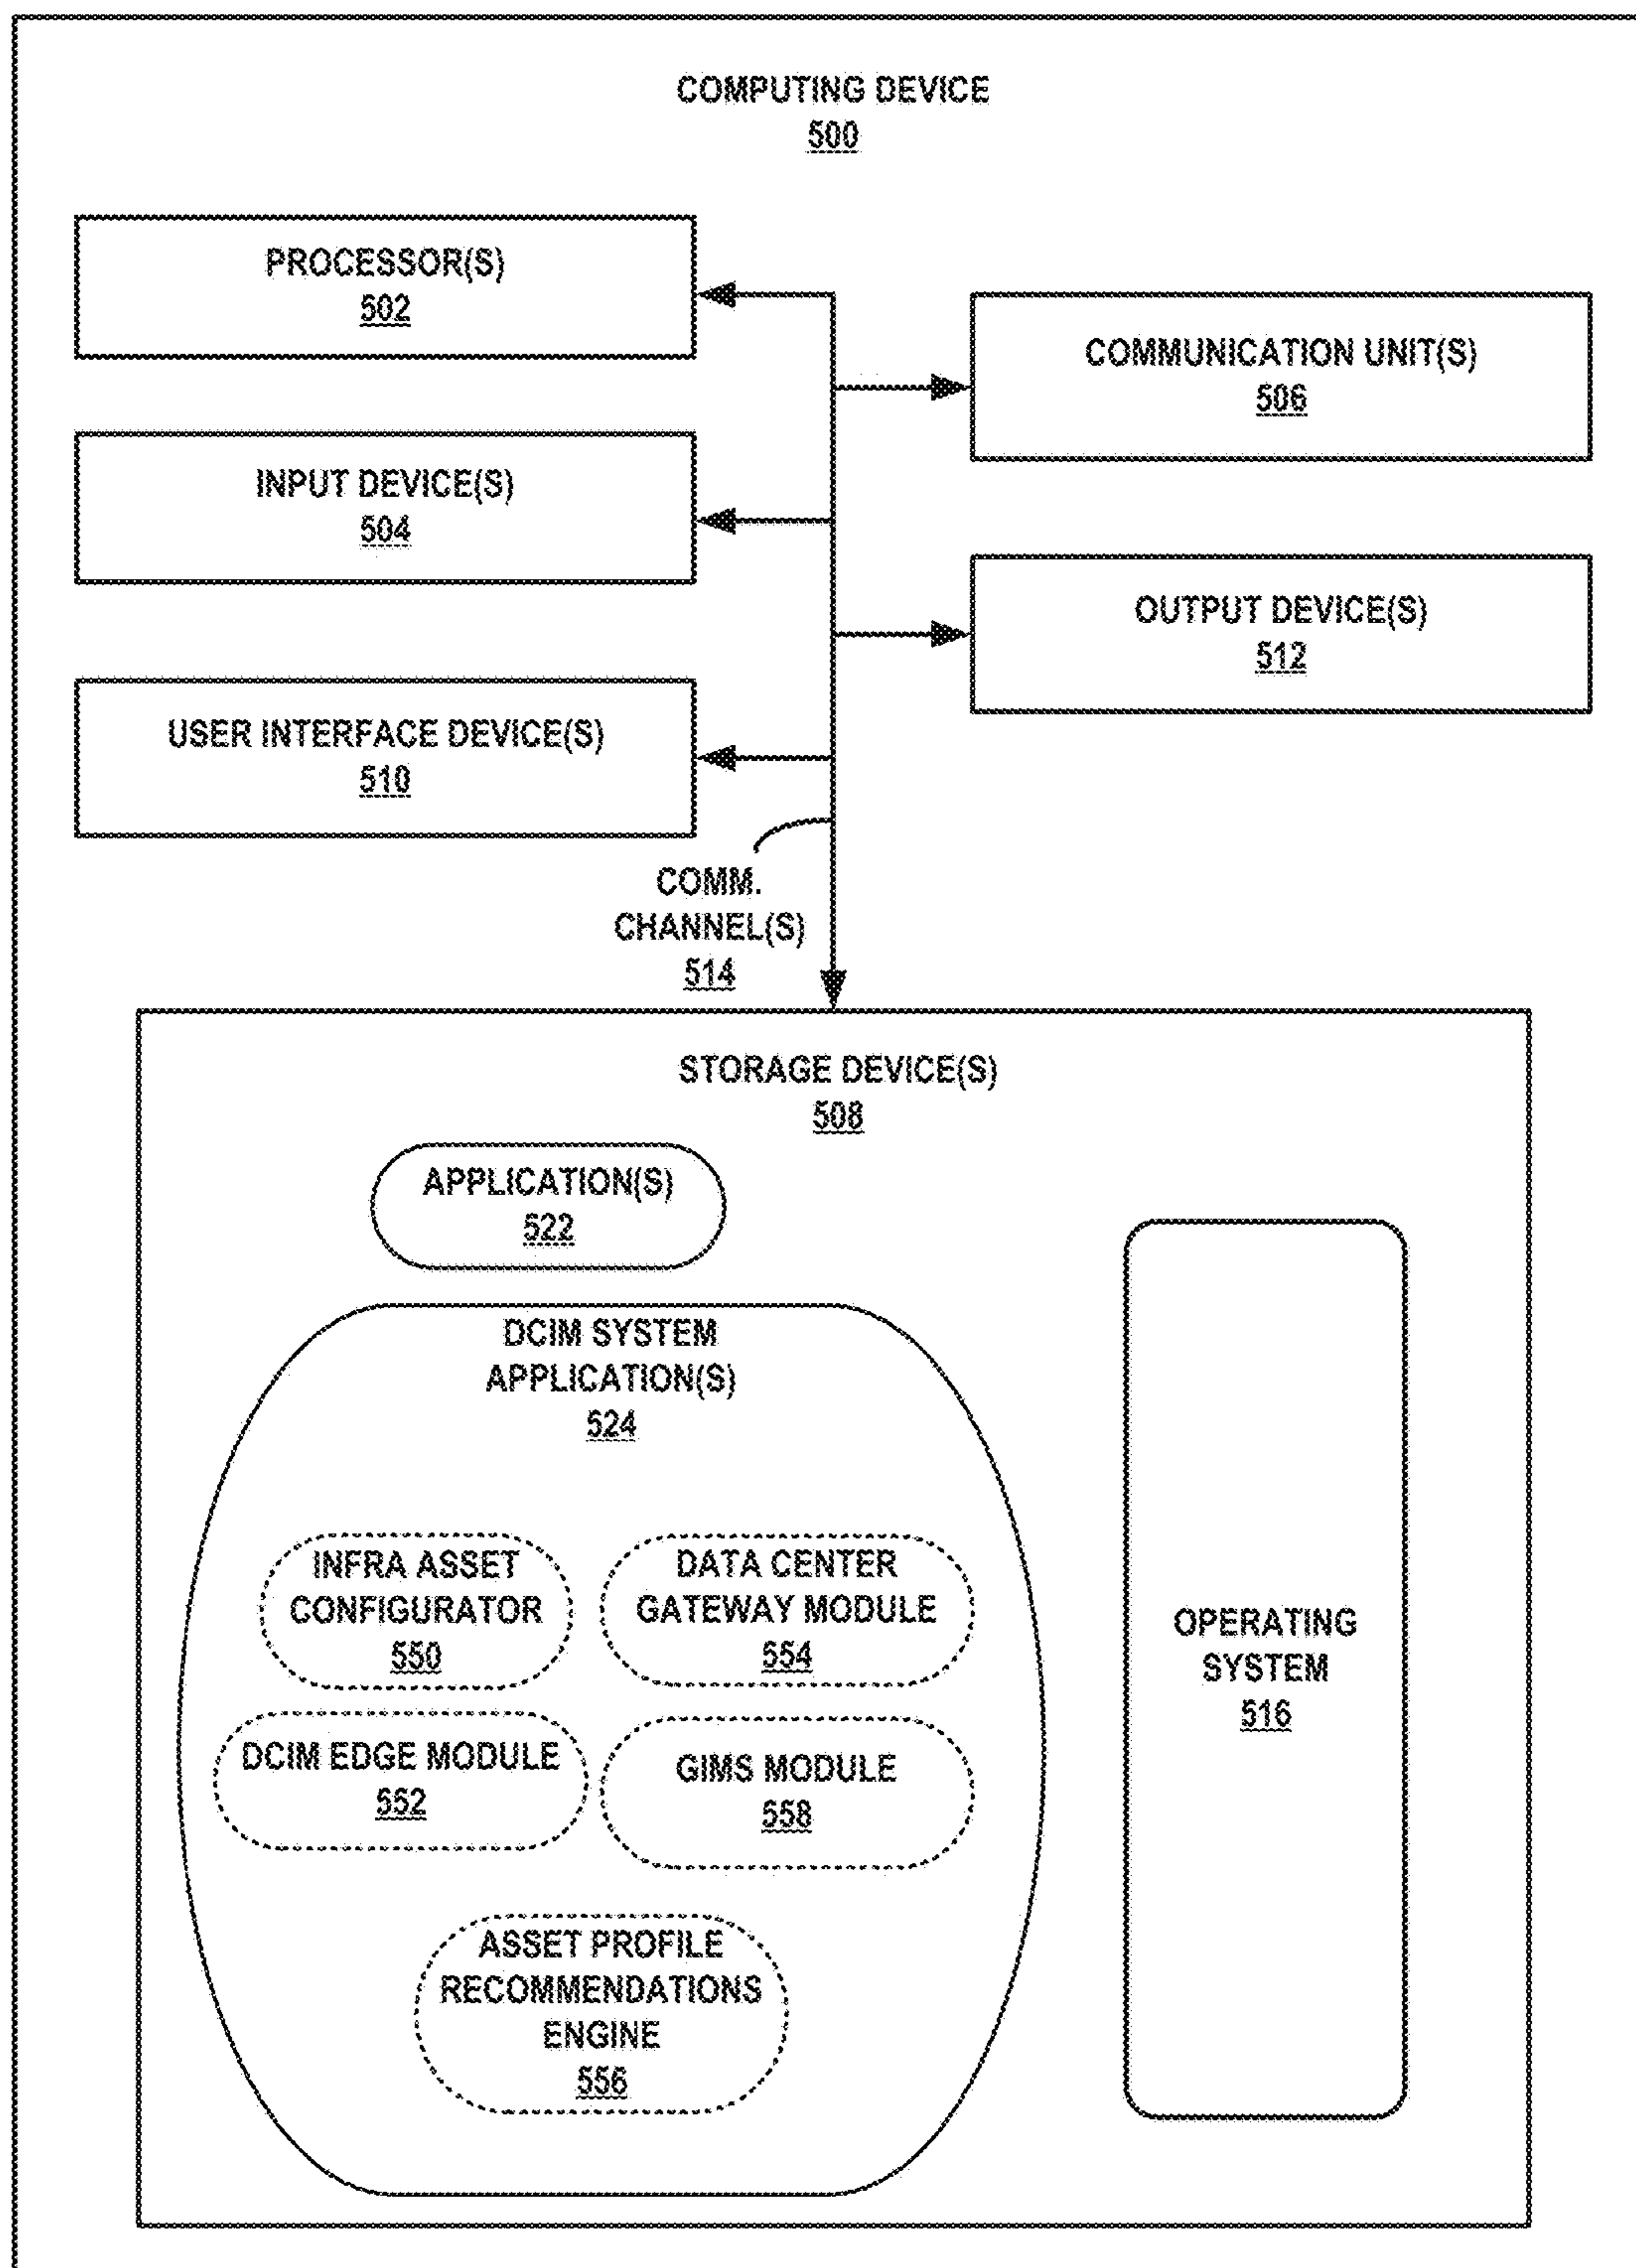 COMPUTING DEVICE
500
PROCESSOR(S)
502
COMMUNICATION UNIT(S)
506
INPUT DEVICE(S)
504
OUTPUT DEVICE(S)
512
USER INTERFACE DEVICE(S)
510
COMM.
CHANNEL(S)
514
STORAGE DEVICE(S)
508
APPLICATION(S)
522
DCIM SYSTEM
APPLICATION(S)
524
INFRA ASSET
CONFIGURATOR
550
DATA CENTER
GATEWAY MODULE
554
DCIM EDGE MODULE
552
GIMS MODULE
558
ASSET PROFILE
RECOMMENDATIONS
ENGINE
556
OPERATING
SYSTEM
516